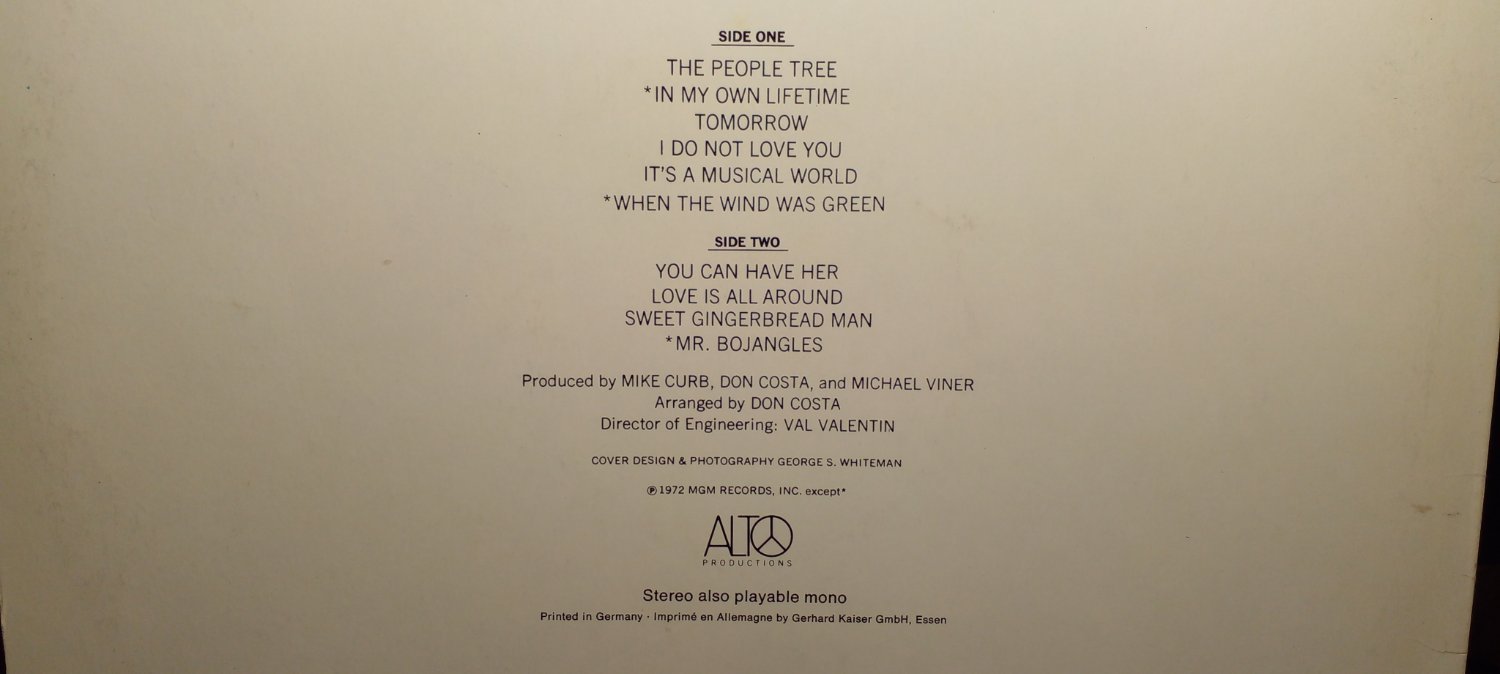 SIDE ONE
THE PEOPLE TREE
*IN MY OWN LIFETIME
TOMORROW
I DO NOT LOVE YOU
IT'S A MUSICAL WORLD
*WHEN THE WIND WAS GREEN
SIDE TWO
YOU CAN HAVE HER
LOVE IS ALL AROUND
SWEET GINGERBREAD MAN
*MR. BOJANGLES
Produced by MIKE CURB, DON COSTA, and MICHAEL VINER
Arranged by DON COSTA
Director of Engineering: VAL VALENTIN
COVER DESIGN & PHOTOGRAPHY GEORGE S. WHITEMAN
℗ 1972 MGM RECORDS, INC. except*
ALTO
PRODUCTIONS
Stereo also playable mono
Printed in Germany · Imprimé en Allemagne by Gerhard Kaiser GmbH, Essen